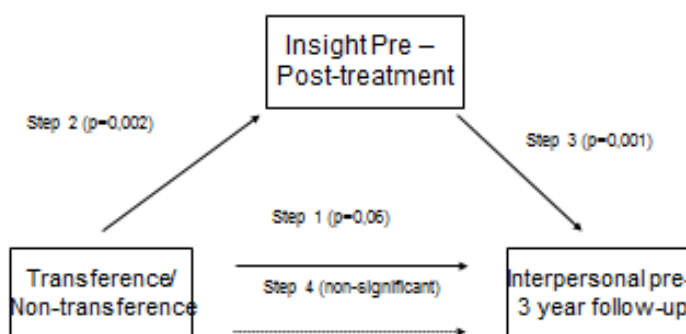 Insight Pre –
Post-treatment
Step 2 (p=0,002)
Step 3 (p=0,001)
Step 1 (p=0,06)
Transference/
Non-transference
Step 4 (non-significant)
Interpersonal pre-
3 year follow-up